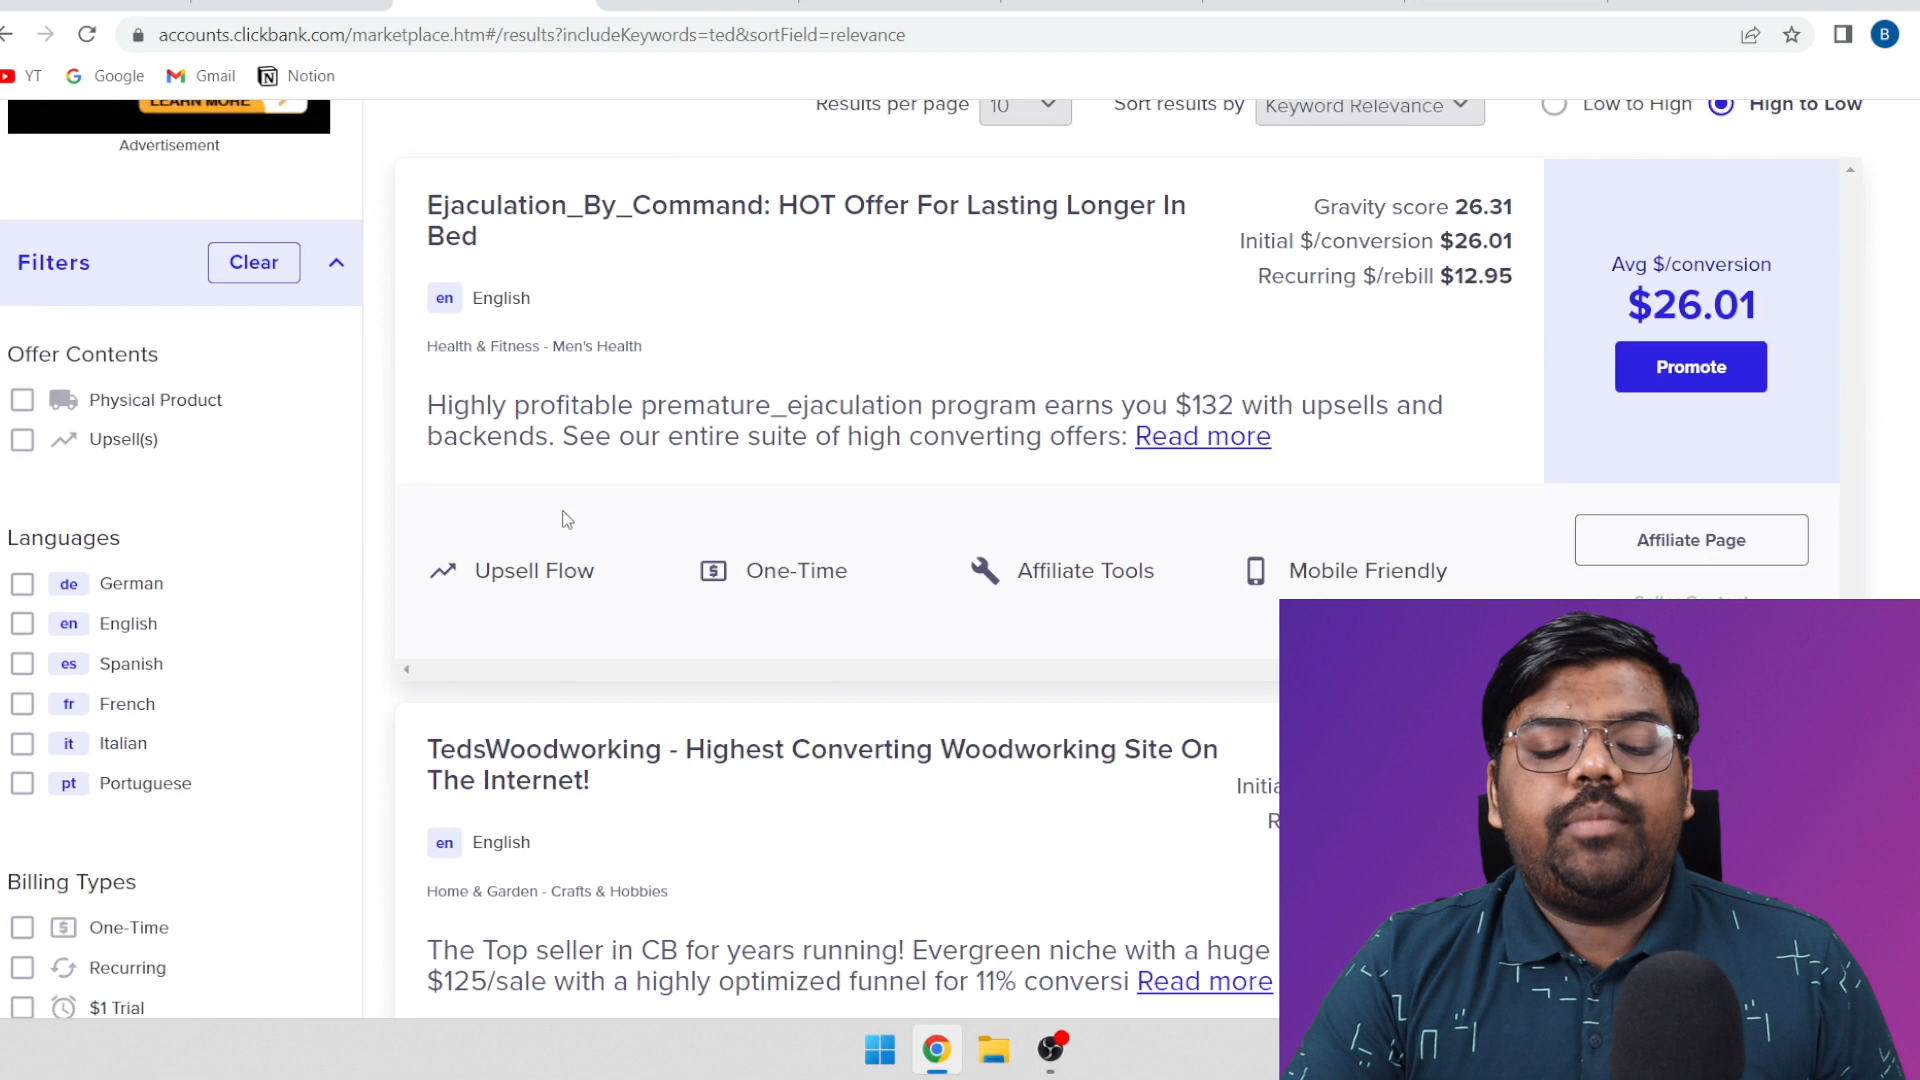 accounts.clickbank.com/marketplace.htm#/results?includeKeywords=ted&sortField=relevance
B
YT
Google
Gmail
Notion
LEARN MORE
Advertisement
Results per page
10
Sort results by
Keyword Relevance
Low to High
High to Low
Filters
Clear
Offer Contents
Physical Product
Upsell(s)
Languages
de German
en English
es Spanish
fr French
it Italian
pt Portuguese
Billing Types
One-Time
Recurring
$1 Trial
Ejaculation_By_Command: HOT Offer For Lasting Longer In
Bed
en English
Health & Fitness - Men's Health
Highly profitable premature_ejaculation program earns you $132 with upsells and
backends. See our entire suite of high converting offers: Read more
Gravity score 26.31
Initial $/conversion $26.01
Recurring $/rebill $12.95
Avg $/conversion
$26.01
Promote
Upsell Flow
One-Time
Affiliate Tools
Mobile Friendly
Affiliate Page
TedsWoodworking - Highest Converting Woodworking Site On
The Internet!
en English
Home & Garden - Crafts & Hobbies
The Top seller in CB for years running! Evergreen niche with a huge
$125/sale with a highly optimized funnel for 11% conversi Read more